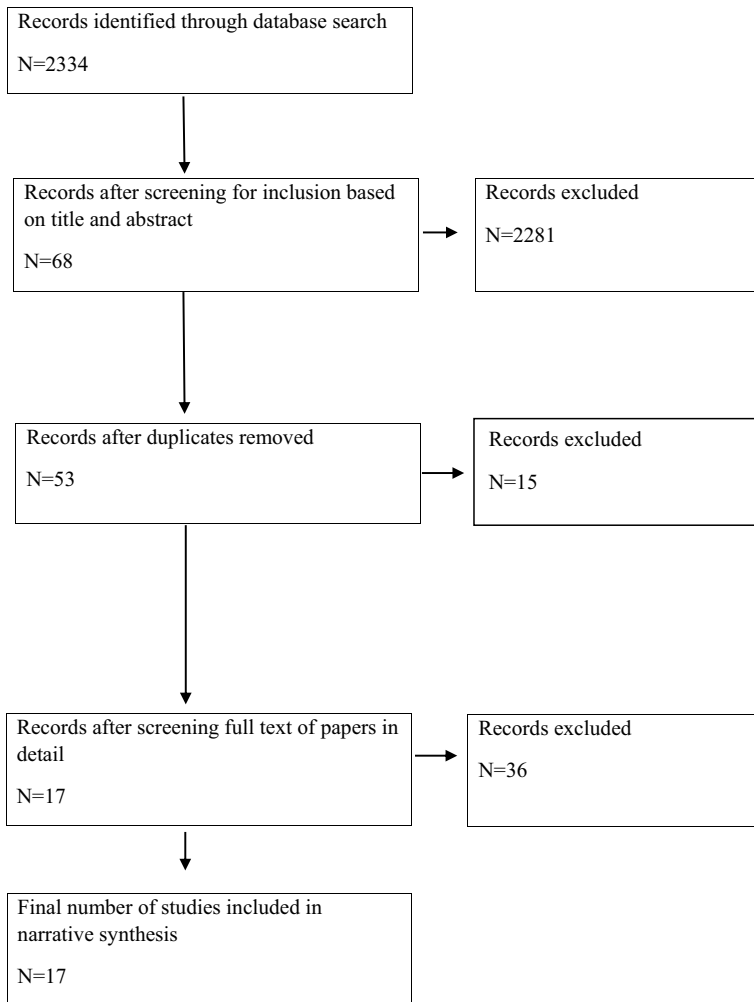 Records identified through database search
N=2334
Records after screening for inclusion based
on title and abstract
N=68
Records excluded
N=2281
Records after duplicates removed
N=53
Records excluded
N=15
Records after screening full text of papers in
detail
N=17
Records excluded
N=36
Final number of studies included in
narrative synthesis
N=17